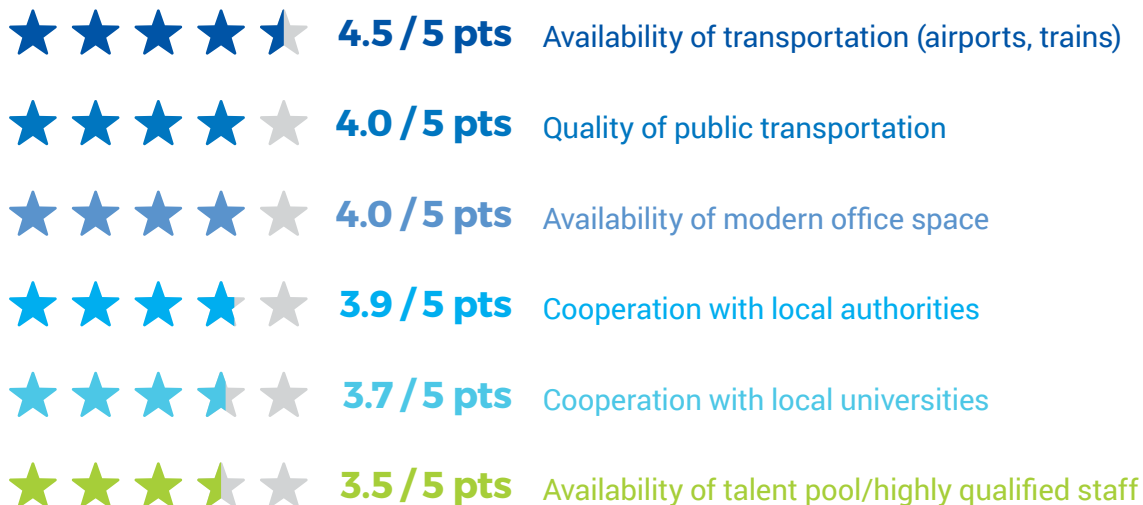 4.5 / 5 pts Availability of transportation (airports, trains)
4.0 / 5 pts Quality of public transportation
4.0 / 5 pts Availability of modern office space
3.9 / 5 pts Cooperation with local authorities
3.7 / 5 pts Cooperation with local universities
3.5 / 5 pts Availability of talent pool/highly qualified staff